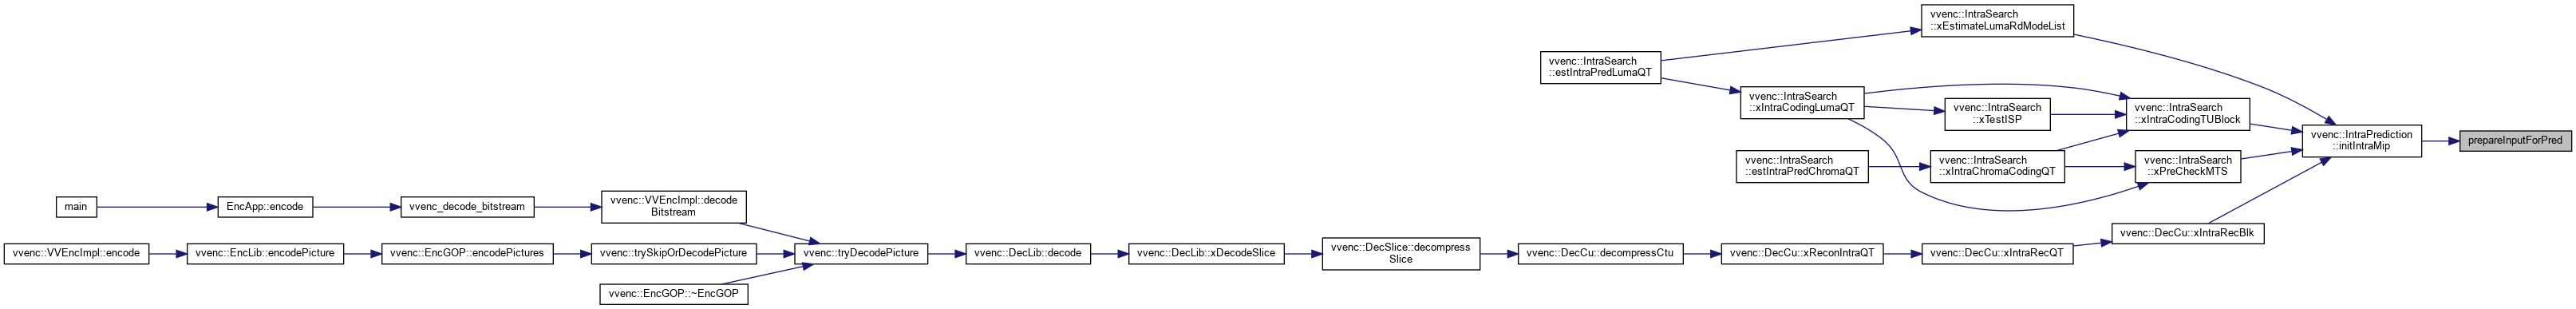 vvenc::IntraSearch
::xEstimateLumaRdModeList
vvenc::IntraSearch
::estIntraPredLumaQT
vvenc::IntraSearch
::xIntraCodingLumaQT
vvenc::IntraSearch
::xTestISP
vvenc::IntraSearch
::xIntraCodingTUBlock
vvenc::IntraPrediction
::initIntraMip
prepareInputForPred
vvenc::IntraSearch
::estIntraPredChromaQT
vvenc::IntraSearch
::xIntraChromaCodingQT
vvenc::IntraSearch
::xPreCheckMTS
main
EncApp::encode
vvenc_decode_bitstream
vvenc::VVEncImpl::decode
Bitstream
vvenc::DecCu::xIntraRecBlk
vvenc::VVEncImpl::encode
vvenc::EncLib::encodePicture
vvenc::EncGOP::encodePictures
vvenc::trySkipOrDecodePicture
vvenc::tryDecodePicture
vvenc::DecLib::decode
vvenc::DecLib::xDecodeSlice
vvenc::DecSlice::decompress
Slice
vvenc::DecCu::decompressCtu
vvenc::DecCu::xReconIntraQT
vvenc::DecCu::xIntraRecQT
vvenc::EncGOP::~EncGOP